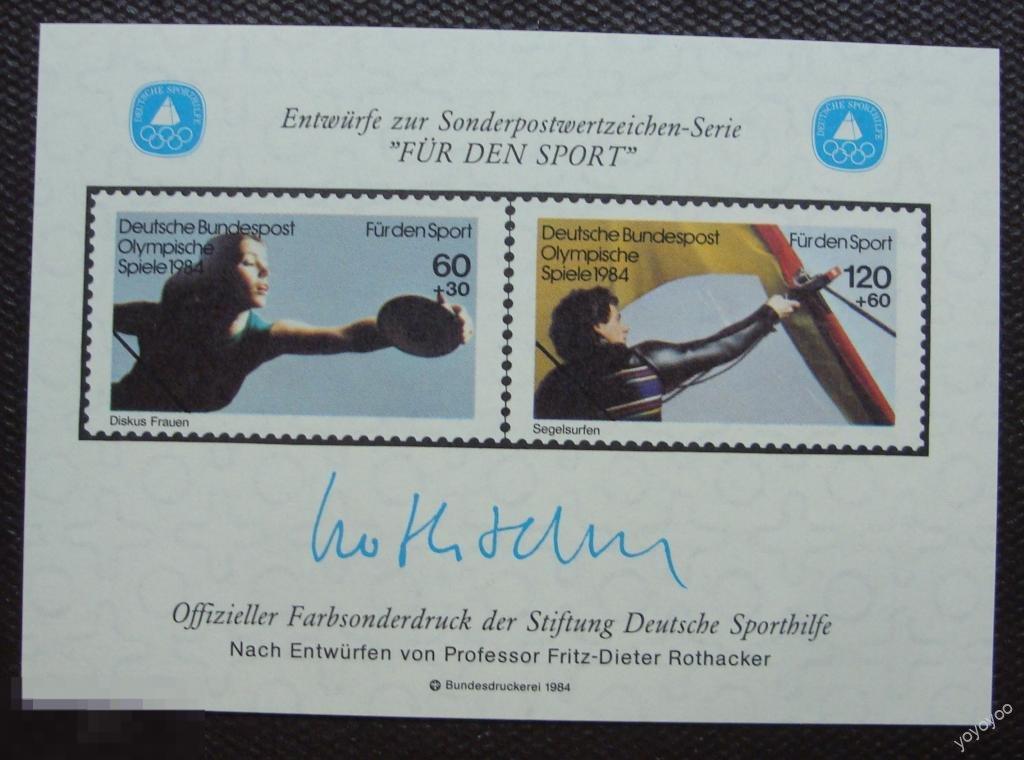 DEUTSCHE SPORTHILFE
DEUTSCHE SPORTHILFE
Entwürfe zur Sonderpostwertzeichen-Serie
"FÜR DEN SPORT"
Deutsche Bundespost
Olympische
Spiele 1984
Für den Sport
60
+30
Diskus Frauen
Deutsche Bundespost
Olympische
Spiele 1984
Für den Sport
120
+60
Segelsurfen
Rothacker
Offizieller Farbsonderdruck der Stiftung Deutsche Sporthilfe
Nach Entwürfen von Professor Fritz-Dieter Rothacker
Bundesdruckerei 1984
yoyoyoo